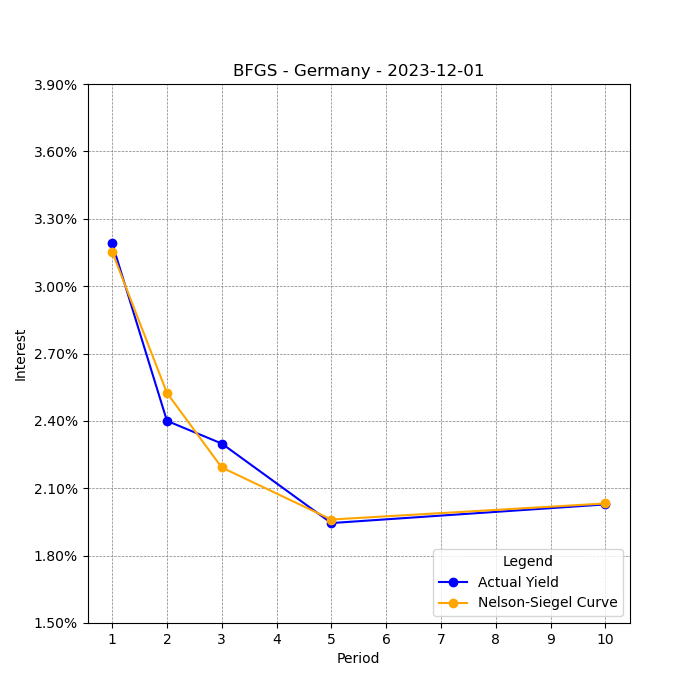 BFGS - Germany - 2023-12-01
3.90%
3.60%
3.30%
3.00%
2.70%
2.40%
2.10%
1.80%
1.50%
Interest
1 2 3 4 5 6 7 8 9 10
Period
Legend
Actual Yield
Nelson-Siegel Curve